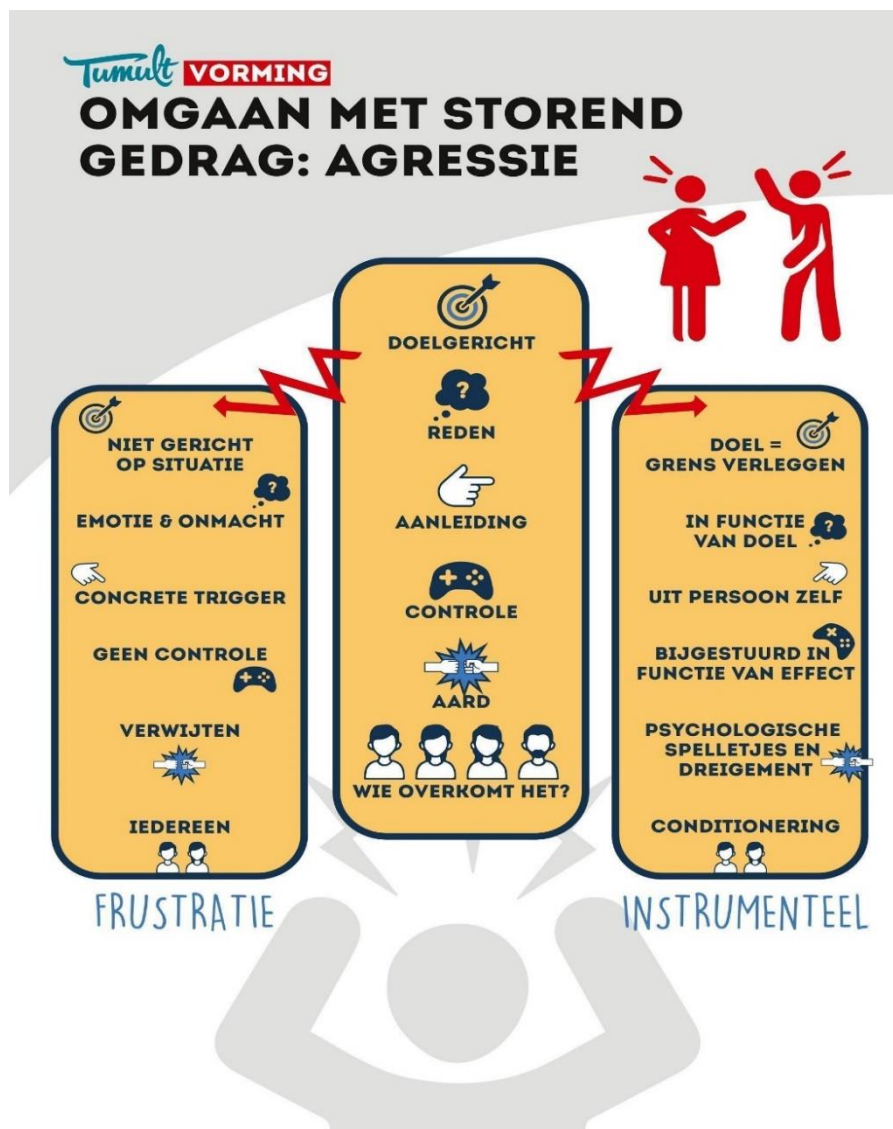 Tumult VORMING
OMGAAN MET STOREND
GEDRAG: AGRESSIE
DOELGERICHT
?
REDEN
AANLEIDING
CONTROLE
AARD
WIE OVERKOMT HET?
NIET GERICHT
OP SITUATIE
?
EMOTIE & ONMACHT
CONCRETE TRIGGER
GEEN CONTROLE
VERWIJTEN
IEDEREEN
FRUSTRATIE
DOEL =
GRENS VERLEGGEN
IN FUNCTIE ?
VAN DOEL
UIT PERSOON ZELF
BIJGESTUURD IN
FUNCTIE VAN EFFECT
PSYCHOLOGISCHE
SPELLETJES EN
DREIGEMENT
CONDITIONERING
INSTRUMENTEEL